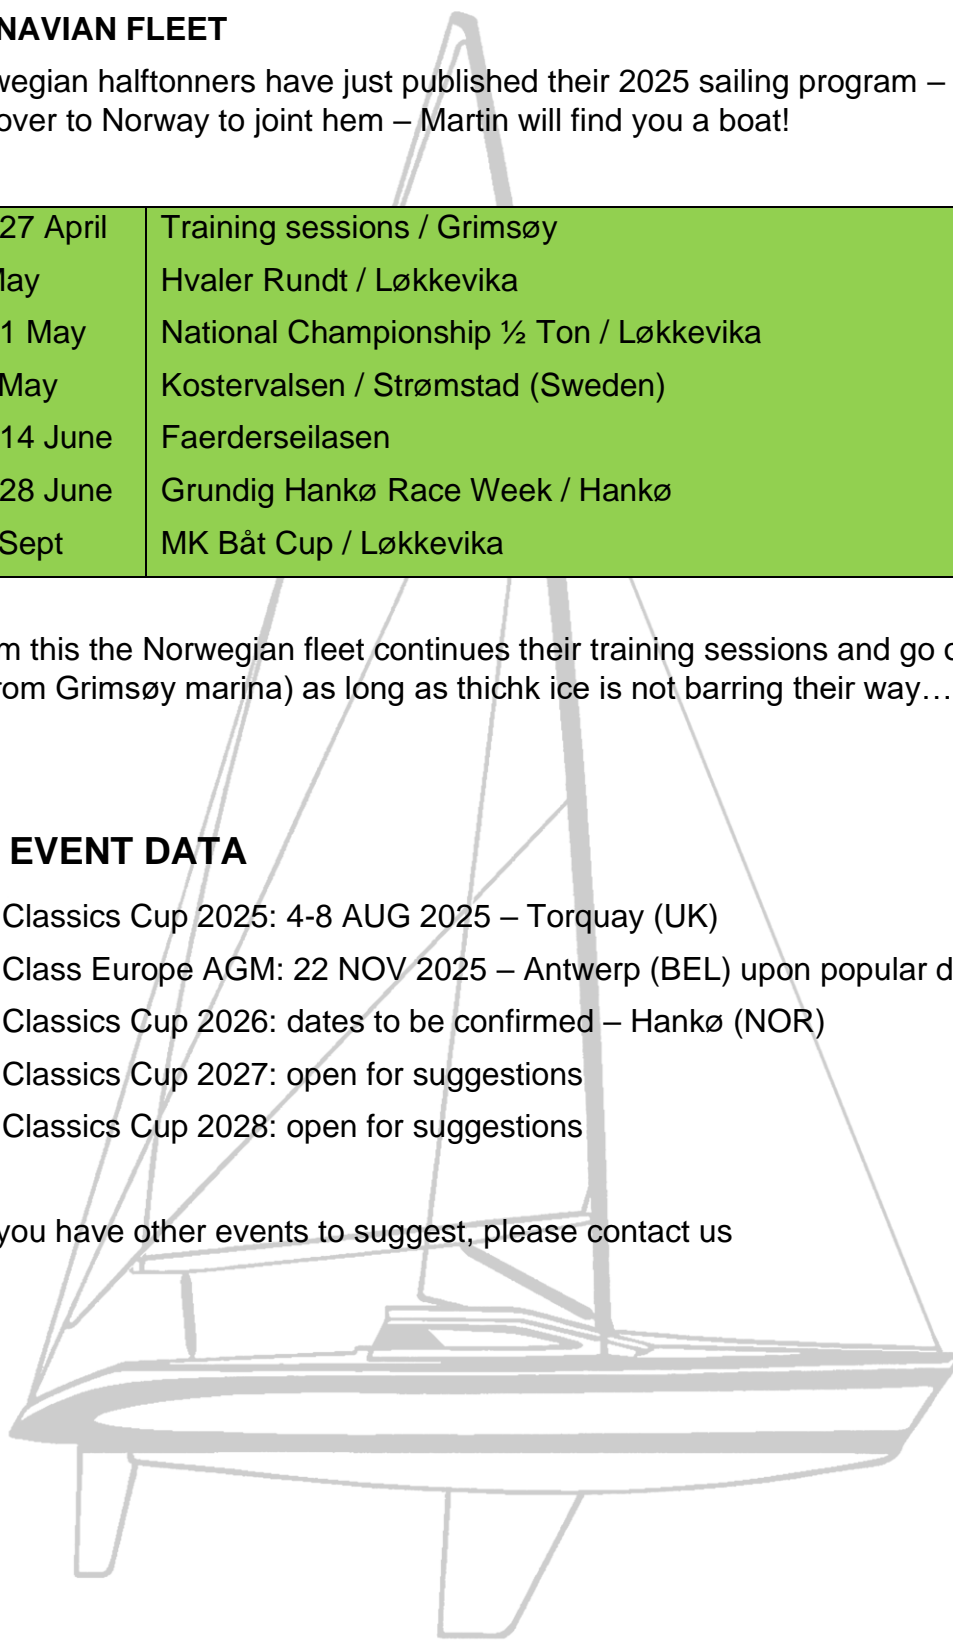 NAVIAN FLEET
wegian halftonners have just published their 2025 sailing program –
over to Norway to joint hem – Martin will find you a boat!
27 April Training sessions / Grimsøy
May Hvaler Rundt / Løkkevika
1 May National Championship ½ Ton / Løkkevika
May Kostervalsen / Strømstad (Sweden)
14 June Faerderseilasen
28 June Grundig Hankø Race Week / Hankø
Sept MK Båt Cup / Løkkevika
m this the Norwegian fleet continues their training sessions and go o
rom Grimsøy marina) as long as thichk ice is not barring their way…
EVENT DATA
Classics Cup 2025: 4-8 AUG 2025 – Torquay (UK)
Class Europe AGM: 22 NOV 2025 – Antwerp (BEL) upon popular d
Classics Cup 2026: dates to be confirmed – Hankø (NOR)
Classics Cup 2027: open for suggestions
Classics Cup 2028: open for suggestions
you have other events to suggest, please contact us